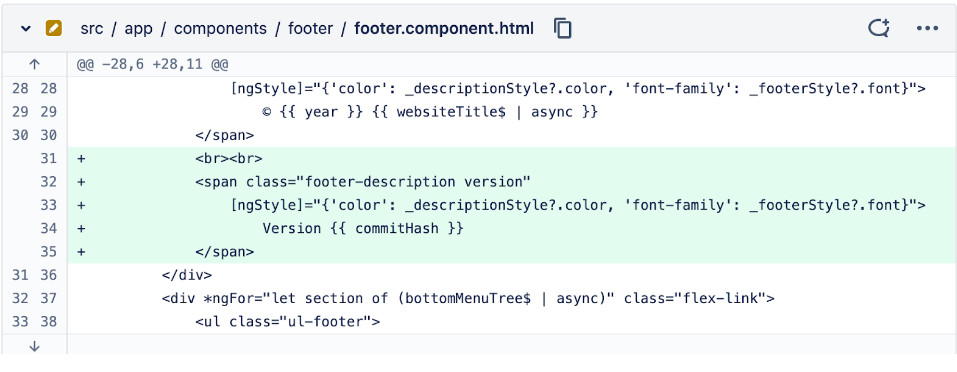 src / app / components / footer / footer.component.html
@@ -28,6 +28,11 @@
28 28 [ngStyle]="{'color': _descriptionStyle?.color, 'font-family': _footerStyle?.font}">
29 29 © {{ year }} {{ websiteTitle$ | async }}
30 30 </span>
31 + <br><br>
32 + <span class="footer-description version"
33 + [ngStyle]="{'color': _descriptionStyle?.color, 'font-family': _footerStyle?.font}">
34 + Version {{ commitHash }}
35 + </span>
31 36 </div>
32 37 <div *ngFor="let section of (bottomMenuTree$ | async)" class="flex-link">
33 38 <ul class="ul-footer">